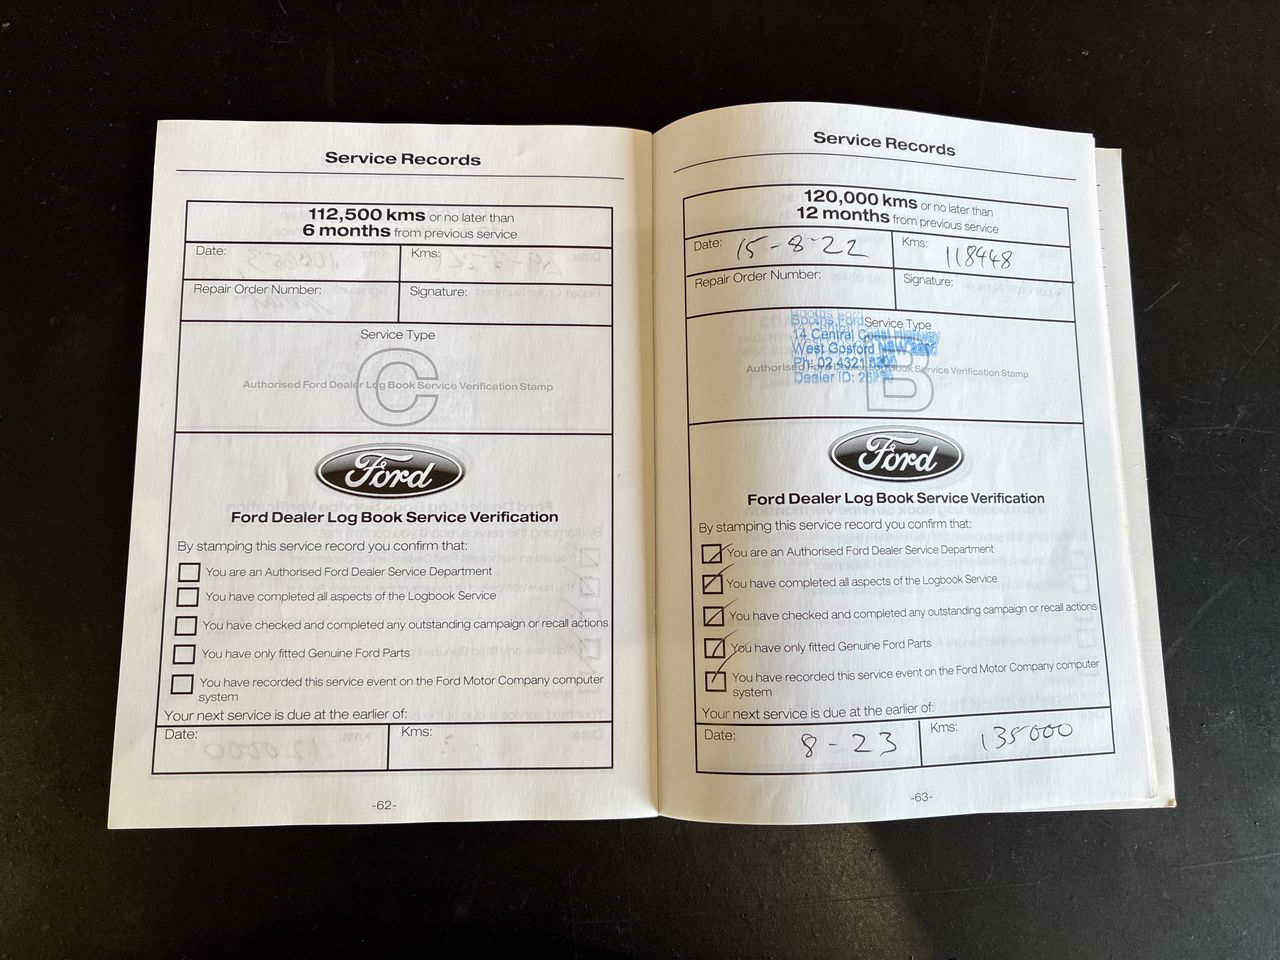 Service Records
112,500 kms or no later than
6 months from previous service
Date:
Kms:
Repair Order Number:
Signature:
Service Type
C
Authorised Ford Dealer Log Book Service Verification Stamp
Ford
Ford Dealer Log Book Service Verification
By stamping this service record you confirm that:
You are an Authorised Ford Dealer Service Department
You have completed all aspects of the Logbook Service
You have checked and completed any outstanding campaign or recall actions
You have only fitted Genuine Ford Parts
You have recorded this service event on the Ford Motor Company computer
system
Your next service is due at the earlier of:
Date:
Kms:
-62-
Service Records
120,000 kms or no later than
12 months from previous service
Date: 15-8-22
Kms: 118448
Repair Order Number:
Signature:
Service Type
Booths Ford
14 Central Coast Highway
West Gosford NSW
Ph: 02 4321
Dealer ID:
B
Authorised Ford Dealer Log Book Service Verification Stamp
Ford
Ford Dealer Log Book Service Verification
By stamping this service record you confirm that:
You are an Authorised Ford Dealer Service Department
You have completed all aspects of the Logbook Service
You have checked and completed any outstanding campaign or recall actions
You have only fitted Genuine Ford Parts
You have recorded this service event on the Ford Motor Company computer
system
Your next service is due at the earlier of:
Date: 8-23
Kms: 135000
-63-